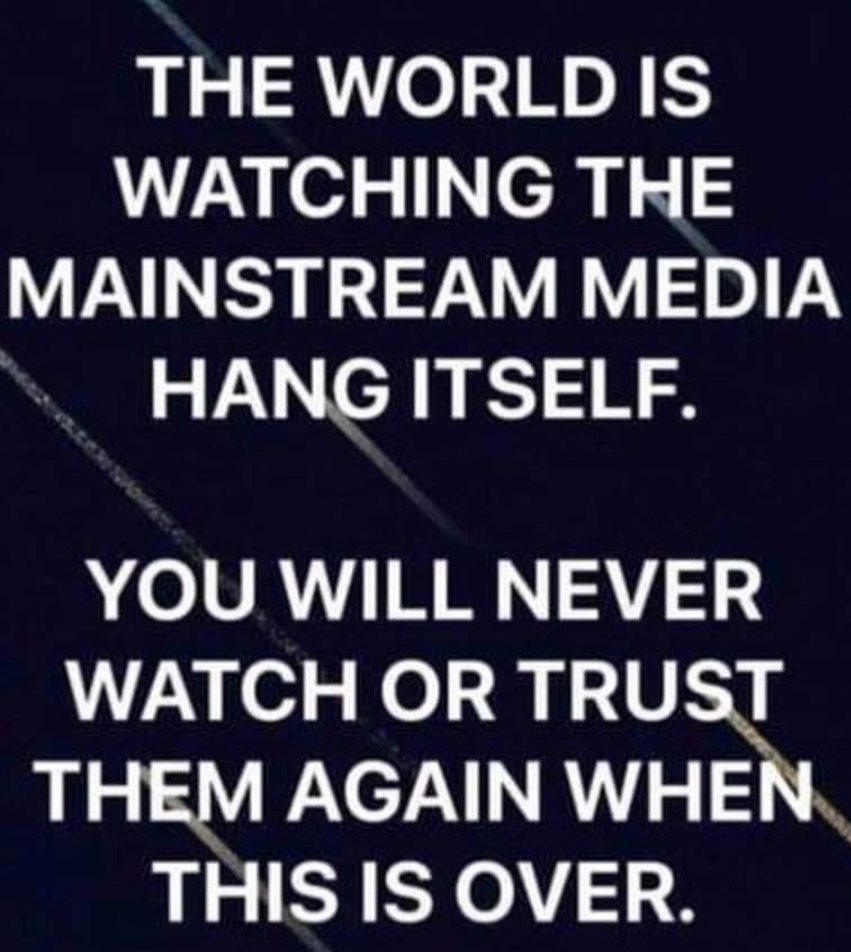 THE WORLD IS
WATCHING THE
MAINSTREAM MEDIA
HANG ITSELF.
YOU WILL NEVER
WATCH OR TRUST
THEM AGAIN WHEN
THIS IS OVER.